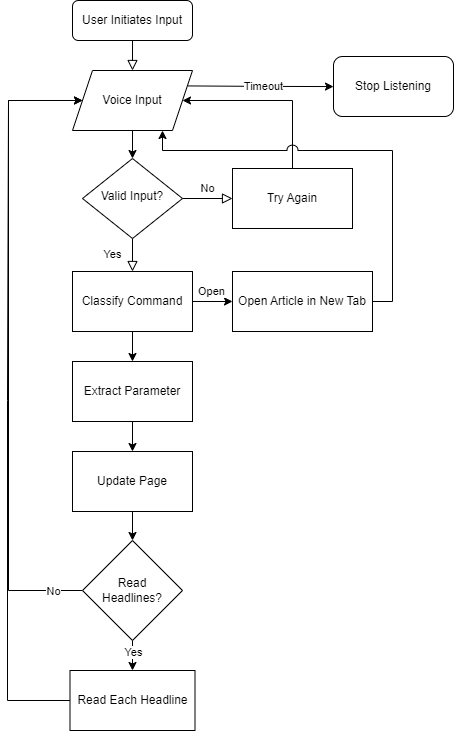 User Initiates Input
Voice Input
Timeout
Stop Listening
Valid Input?
No
Try Again
Yes
Classify Command
Open
Open Article in New Tab
Extract Parameter
Update Page
Read
Headlines?
No
Yes
Read Each Headline